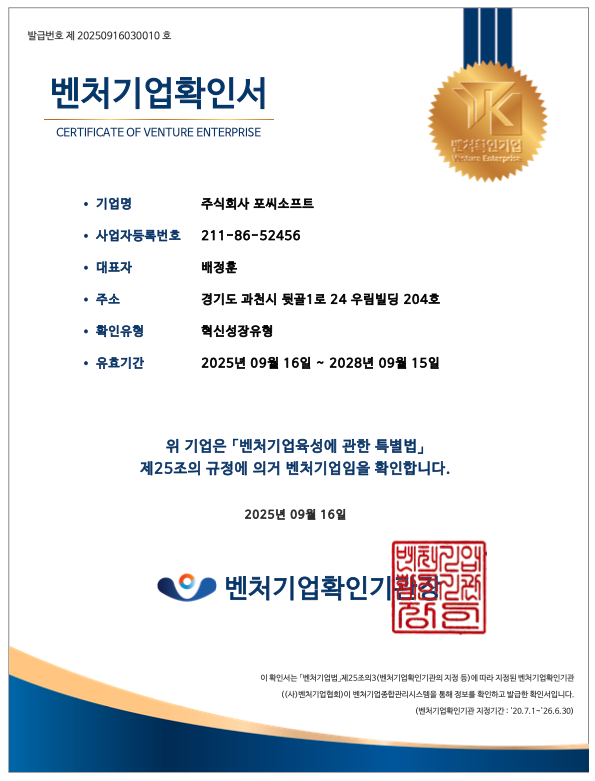 발급번호 제 20250916030010 호
벤처기업확인서
CERTIFICATE OF VENTURE ENTERPRISE
벤처확인기업
Venture Enterprise
• 기업명 주식회사 포씨소프트
• 사업자등록번호 211-86-52456
• 대표자 배정훈
• 주소 경기도 과천시 뒷골1로 24 우림빌딩 204호
• 확인유형 혁신성장유형
• 유효기간 2025년 09월 16일 ~ 2028년 09월 15일
위 기업은 「벤처기업육성에 관한 특별법」
제25조의 규정에 의거 벤처기업임을 확인합니다.
2025년 09월 16일
벤처기업확인기관장
이 확인서는 「벤처기업법」제25조의3(벤처기업확인기관의 지정 등)에 따라 지정된 벤처기업확인기관
((사)벤처기업협회)이 벤처기업종합관리시스템을 통해 정보를 확인하고 발급한 확인서입니다.
(벤처기업확인기관 지정기간 : '20.7.1~'26.6.30)